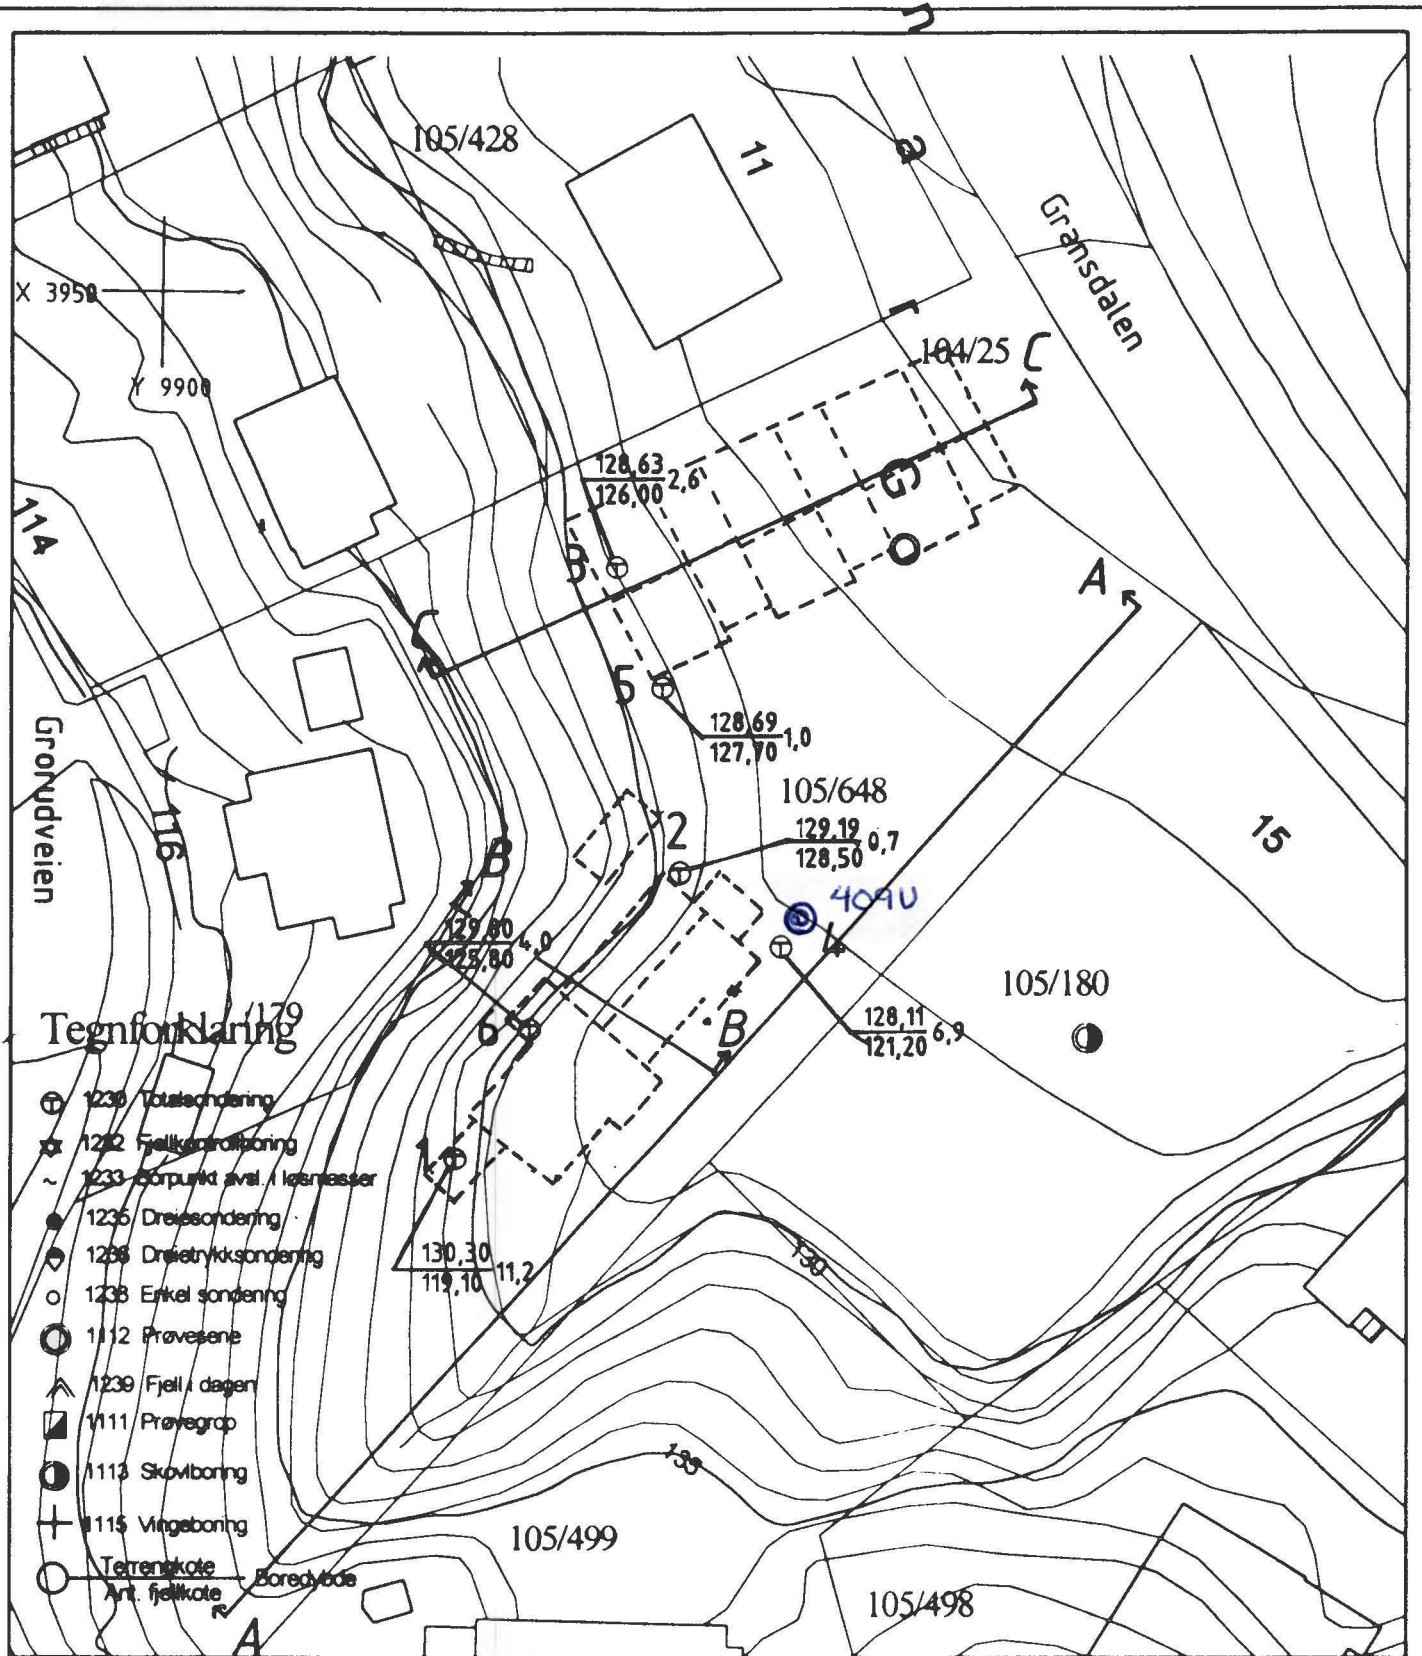 n
105/428
11
a
Gransdalen
X 3950
Y 9900
r
104/25
C
128,63
126,00
2,6
G
114
3
o
A
C
5
128,69
127,70
1,0
Gronudveien
116
105/648
2
129,19
128,50
0,7
15
B
409U
129,80
125,80
4,0
4
105/180
6
B
128,11
121,20
6,9
/179
Tegnforklaring
1230 Totalsondering
1232 Fjellkontrollboring
1233 Borpunkt avsl. i løsmasser
1
1235 Dreiesondering
1236 Dreietrykksondering
130,30
119,10
11,2
130
1238 Enkel sondering
1112 Prøveserie
1239 Fjell i dagen
1111 Prøvegrop
135
1113 Skovlboring
1115 Vingeboring
105/499
Terrengkote
Ant. fjellkote
Boredybde
105/498
A